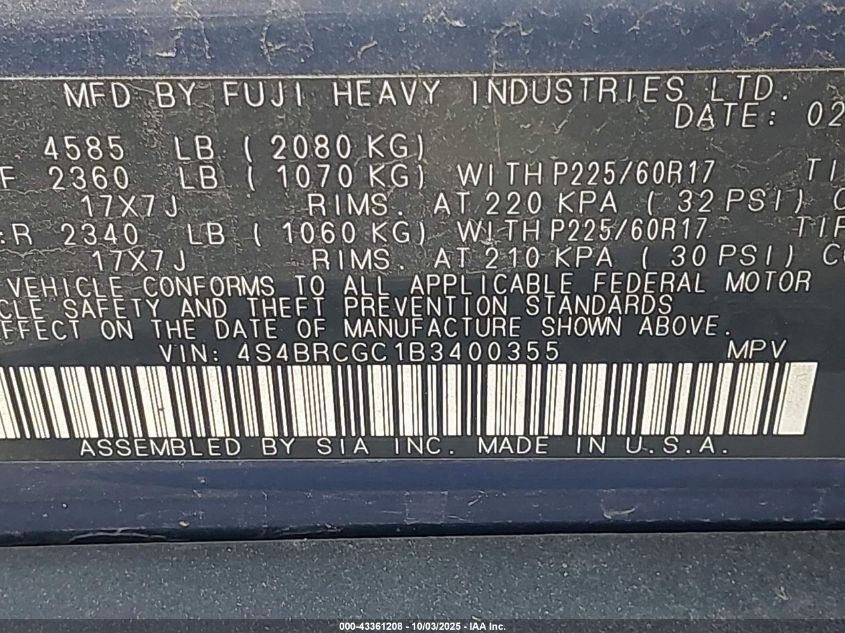 MFD BY FUJI HEAVY INDUSTRIES LTD.
DATE: 02
4585 LB ( 2080 KG)
F 2360 LB ( 1070 KG) WITH P225/60R17 TI
17X7J RIMS. AT 220 KPA ( 32 PSI) C
:R 2340 LB ( 1060 KG) WITH P225/60R17 TIR
17X7J RIMS. AT 210 KPA ( 30 PSI) CO
VEHICLE CONFORMS TO ALL APPLICABLE FEDERAL MOTOR
CLE SAFETY AND THEFT PREVENTION STANDARDS
EFFECT ON THE DATE OF MANUFACTURE SHOWN ABOVE.
VIN: 4S4BRCGC1B3400355 MPV
ASSEMBLED BY SIA INC. MADE IN U.S.A.
000-43361208 - 10/03/2025 - IAA Inc.